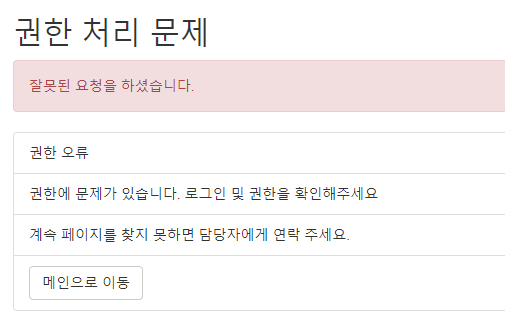 권한 처리 문제
잘못된 요청을 하셨습니다.
권한 오류
권한에 문제가 있습니다. 로그인 및 권한을 확인해주세요
계속 페이지를 찾지 못하면 담당자에게 연락 주세요.
메인으로 이동